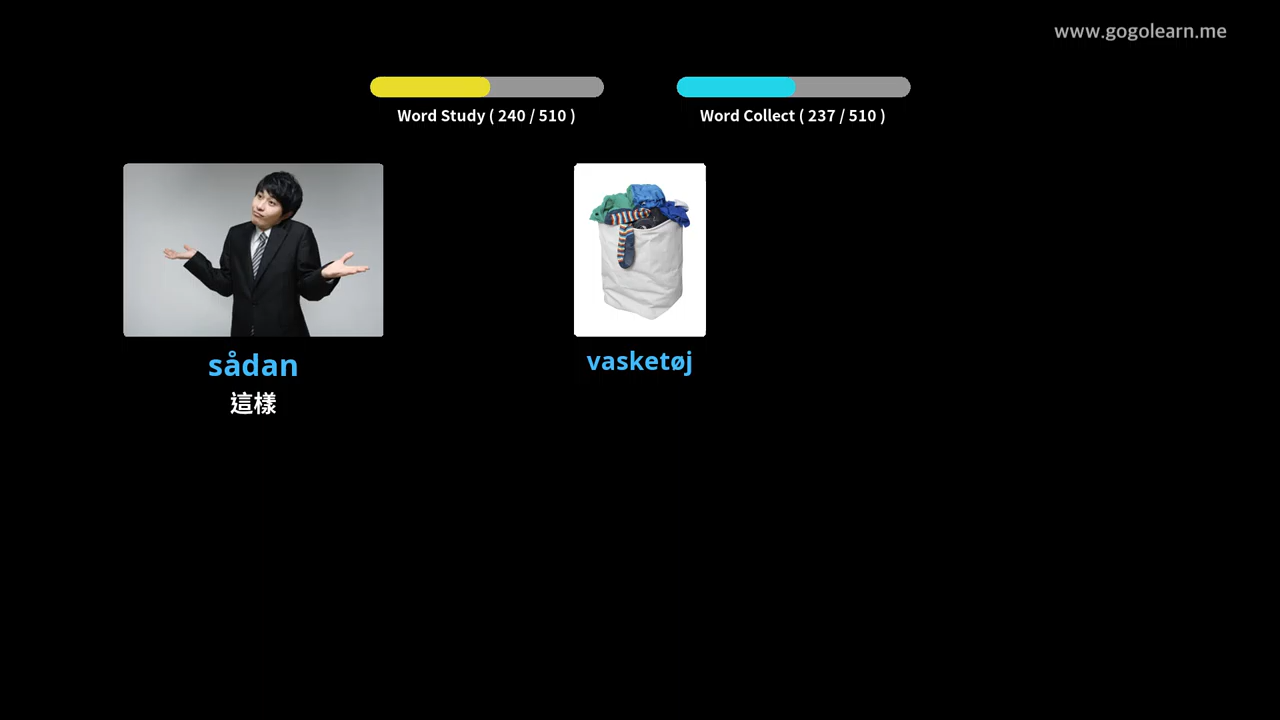 www.gogolearn.me
Word Study ( 240 / 510 )
Word Collect ( 237 / 510 )
sådan
這樣
vasketøj